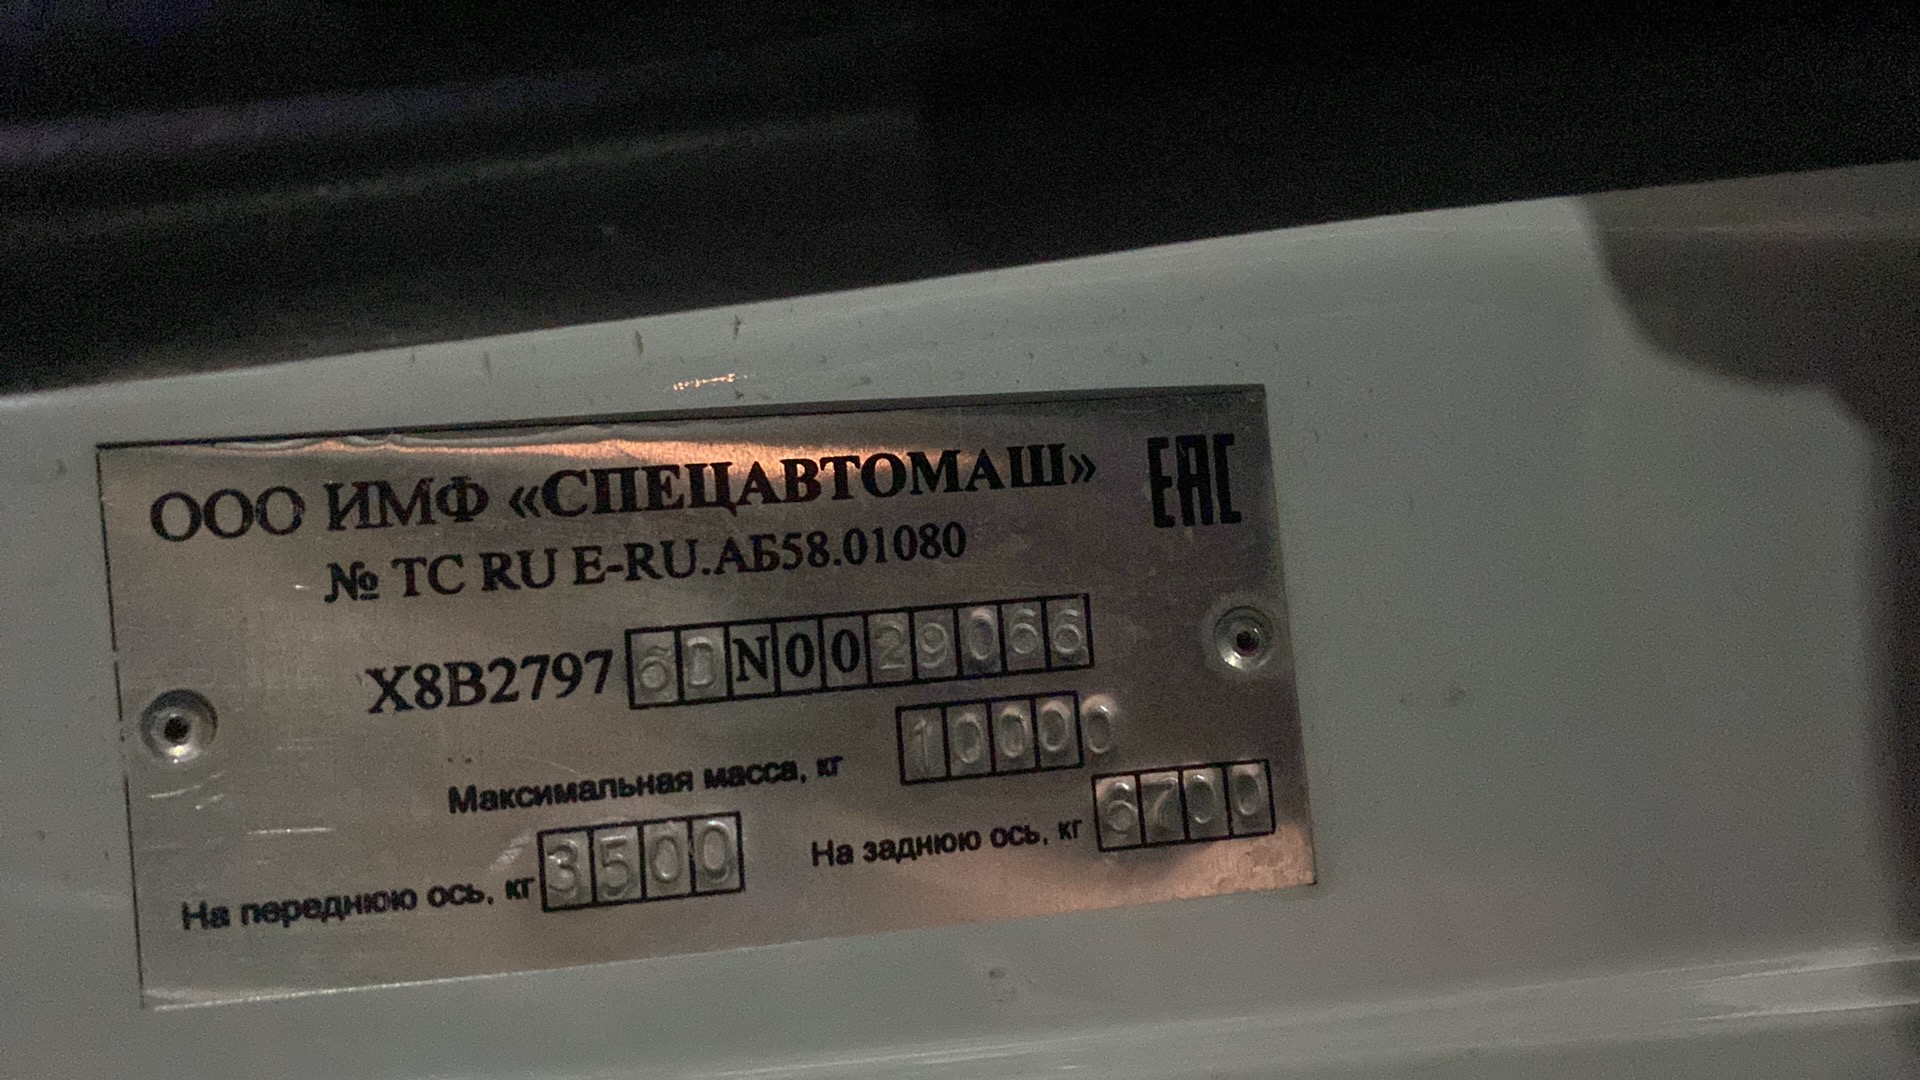 ООО ИМФ «СПЕЦАВТОМАШ» ЕАС
№ ТС RU E-RU.АБ58.01080
X8B279760N0029066
Максимальная масса, кг 10000
На переднюю ось, кг 3500 На заднюю ось, кг 6700